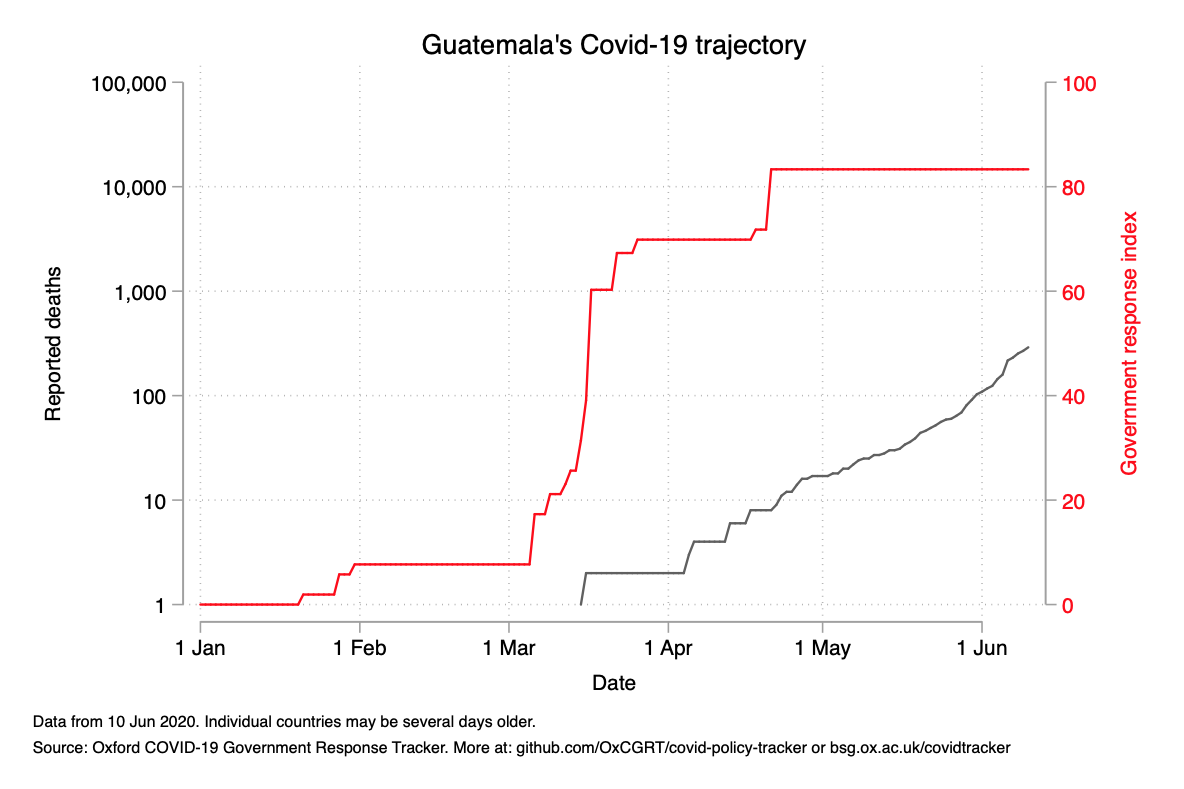 Guatemala's Covid-19 trajectory
100,000
10,000
1,000
100
10
1
Reported deaths
100
80
60
40
20
0
Government response index
1 Jan
1 Feb
1 Mar
1 Apr
1 May
1 Jun
Date
Data from 10 Jun 2020. Individual countries may be several days older.
Source: Oxford COVID-19 Government Response Tracker. More at: github.com/OxCGRT/covid-policy-tracker or bsg.ox.ac.uk/covidtracker